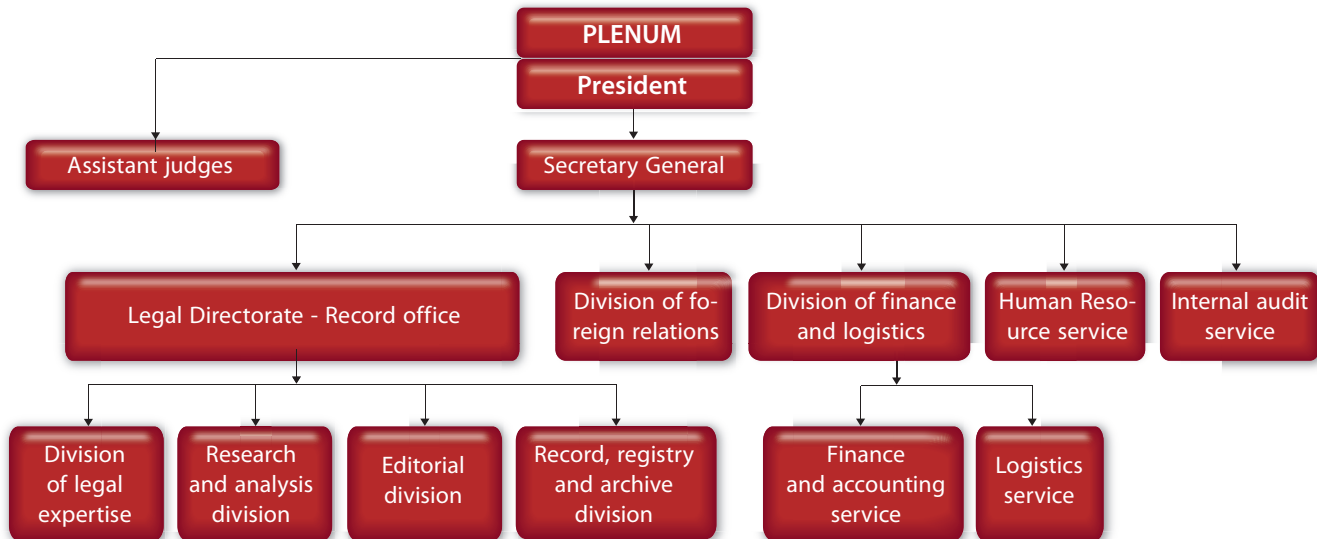 PLENUM
President
Assistant judges
Secretary General
Legal Directorate - Record office
Division of fo-
reign relations
Division of finance
and logistics
Human Reso-
urce service
Internal audit
service
Division
of legal
expertise
Research
and analysis
division
Editorial
division
Record, registry
and archive
division
Finance
and accounting
service
Logistics
service